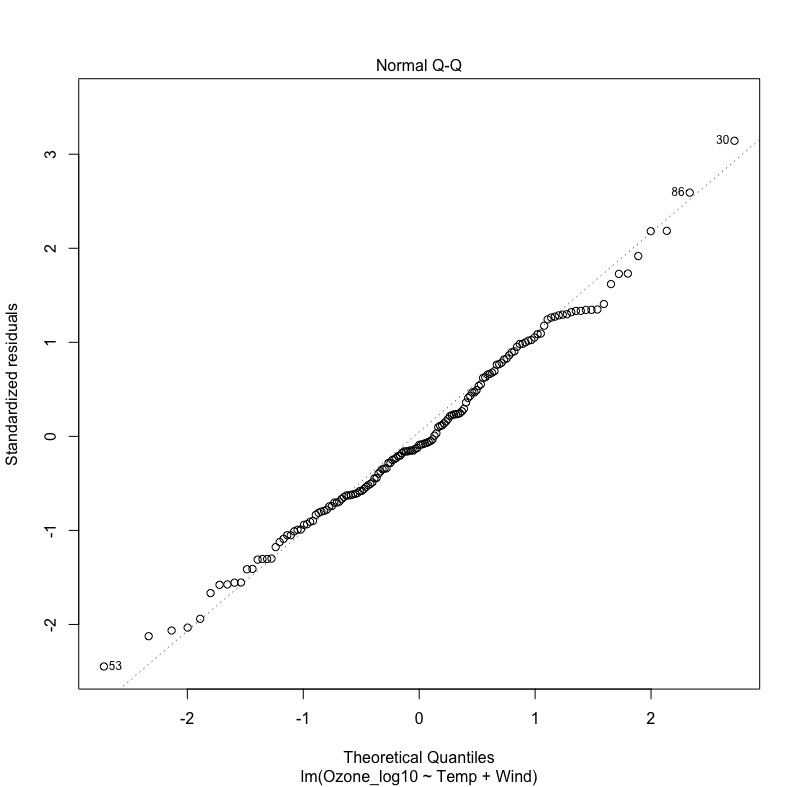 Normal Q-Q
30
86
53
3
2
1
0
-1
-2
Standardized residuals
-2 -1 0 1 2
Theoretical Quantiles
lm(Ozone_log10 ~ Temp + Wind)